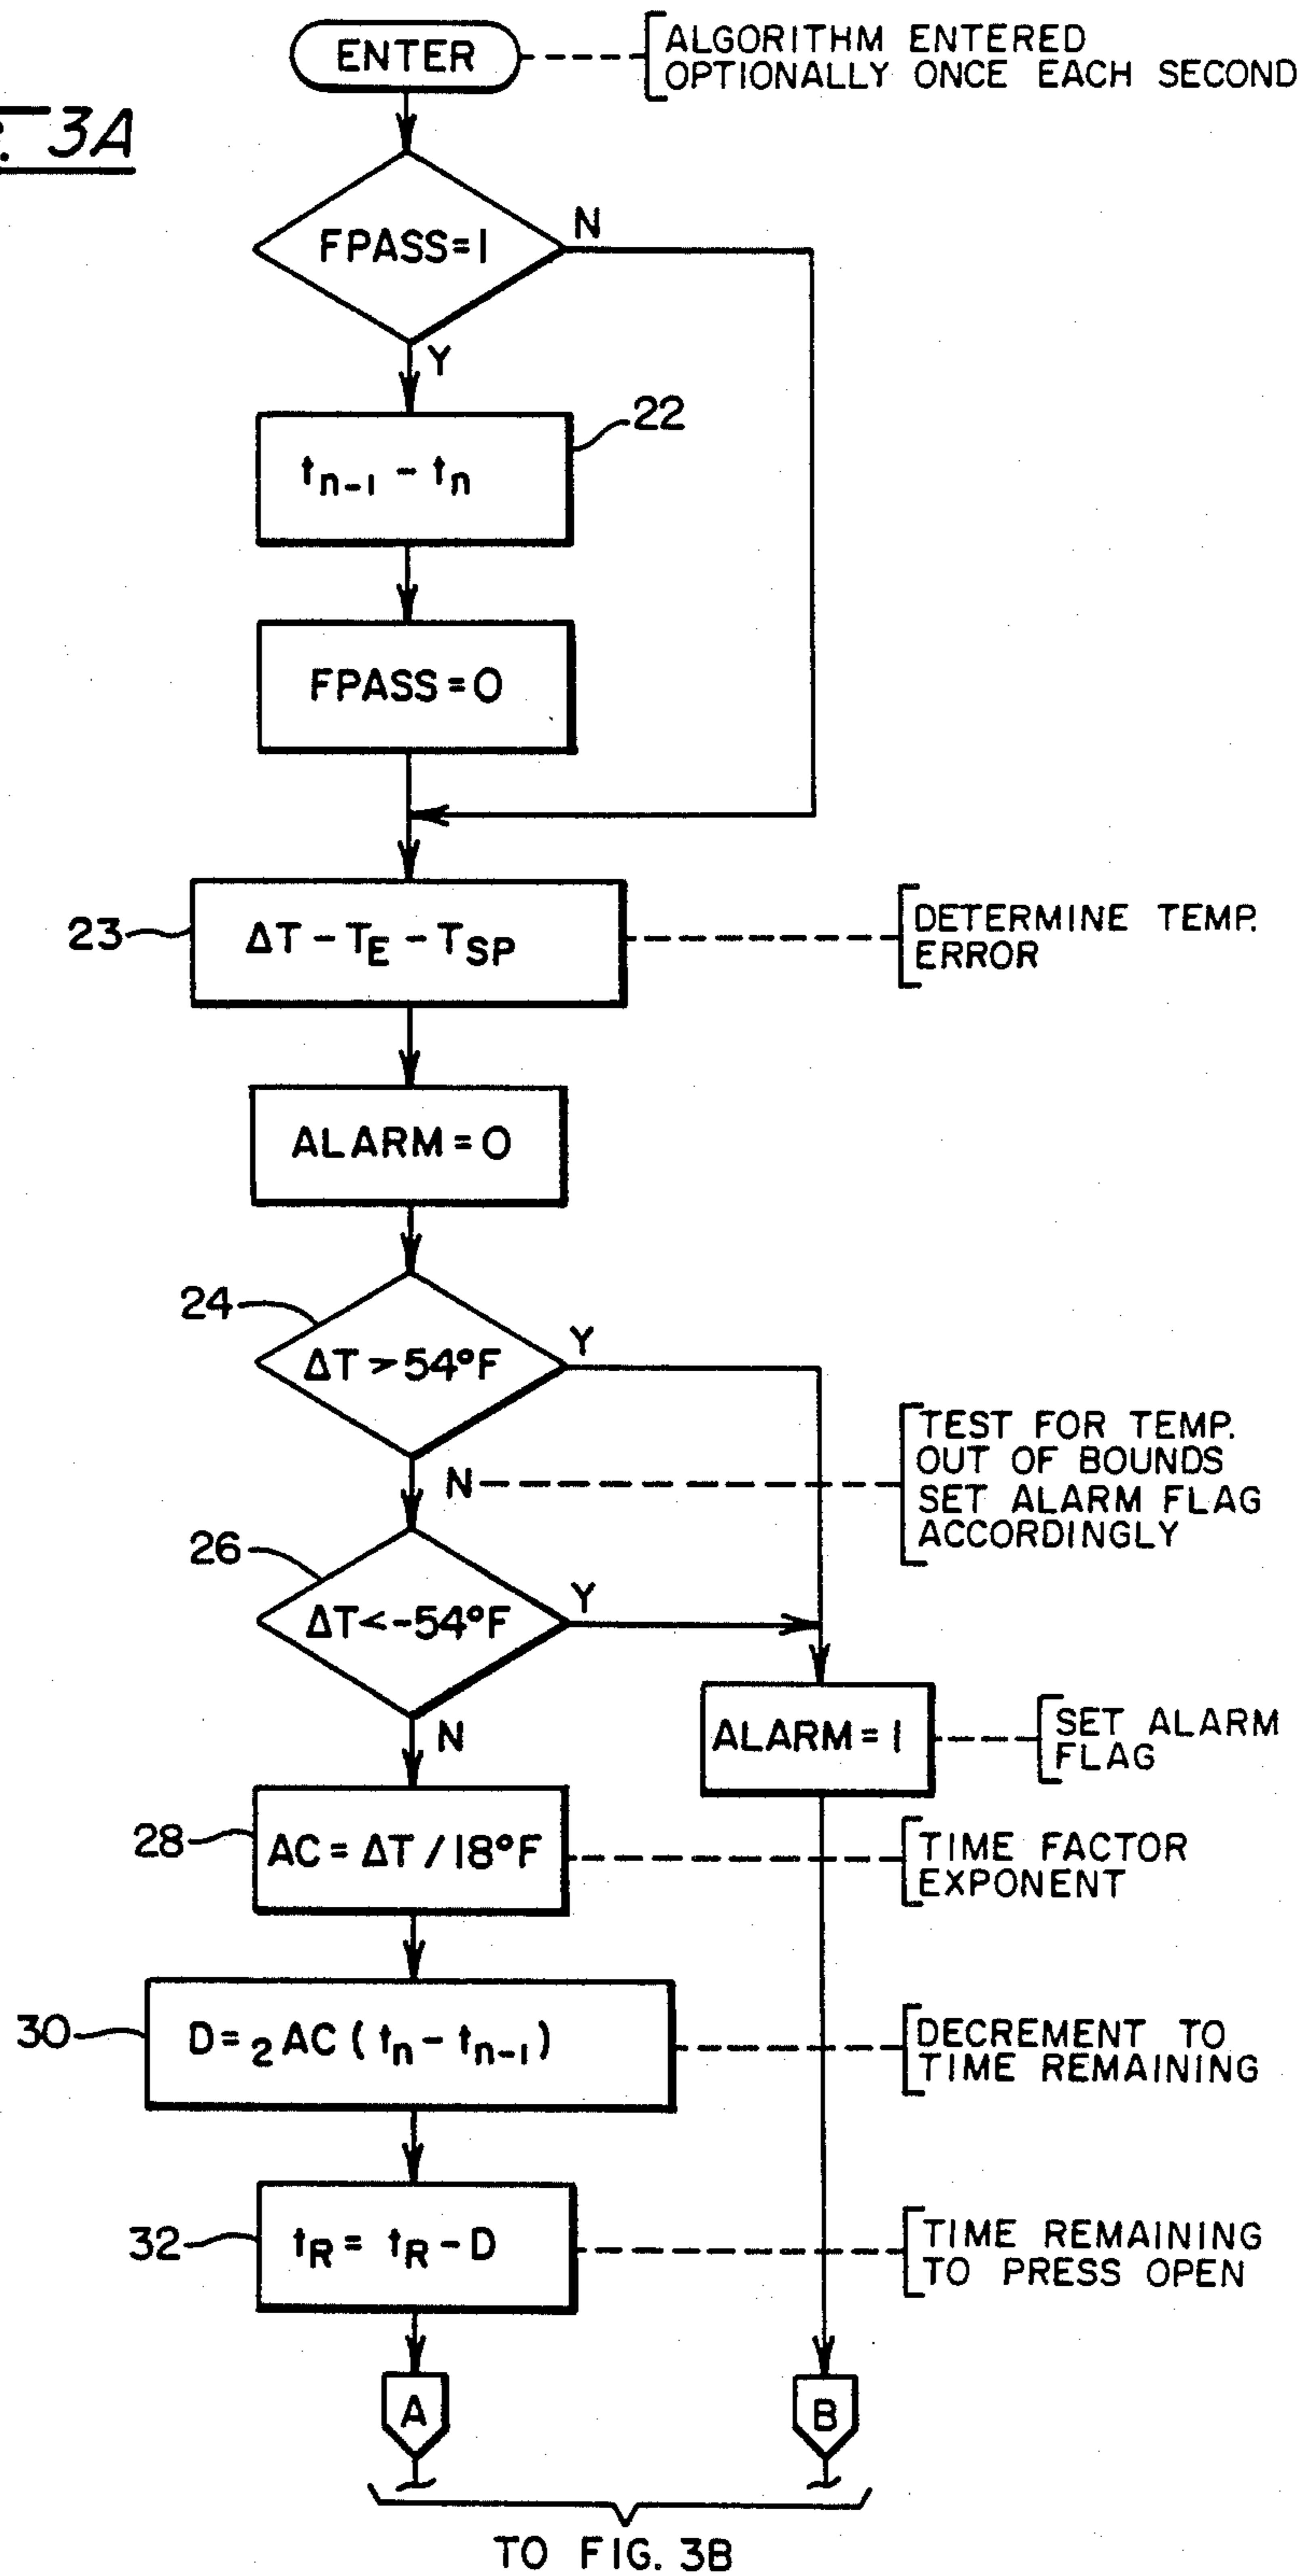 3A
ENTER
ALGORITHM ENTERED
OPTIONALLY ONCE EACH SECOND
FPASS=1
N
Y
22
tn-1 - tn
FPASS=0
23
ΔT - TE - TSP
DETERMINE TEMP.
ERROR
ALARM=0
24
ΔT>54°F
Y
N
TEST FOR TEMP.
OUT OF BOUNDS
SET ALARM FLAG
ACCORDINGLY
26
ΔT<-54°F
Y
N
ALARM=1
SET ALARM
FLAG
28
AC=ΔT/18°F
TIME FACTOR
EXPONENT
30
D=2AC(tn-tn-1)
DECREMENT TO
TIME REMAINING
32
tR= tR-D
TIME REMAINING
TO PRESS OPEN
A
B
TO FIG. 3B